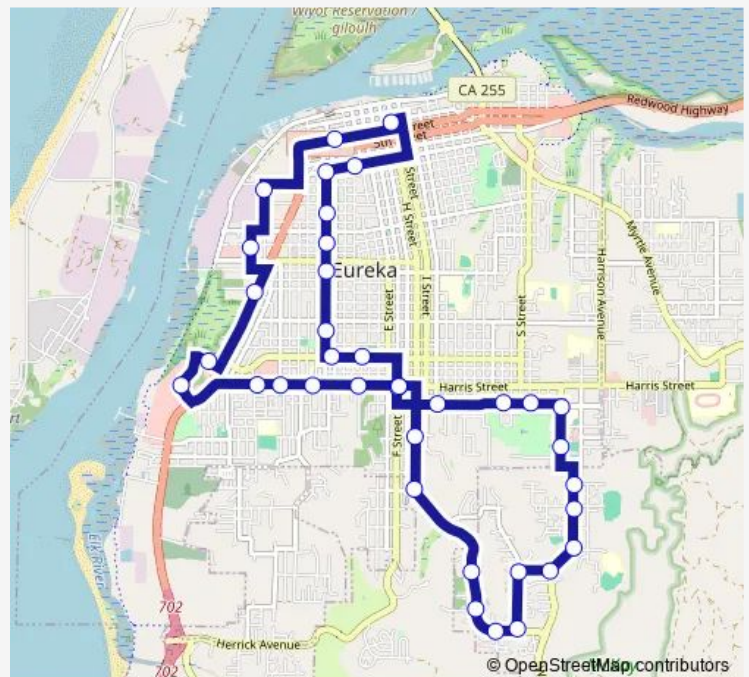 Wiyot Reservation /
giloulh
CA 255
Redwood Highway
Street
H Street
Myrtle Avenue
Eureka
I Street
E Street
S Street
Harrison Avenue
Harris Street
Harris Street
F Street
Elk River
702
Herrick Avenue
702
© OpenStreetMap contributors